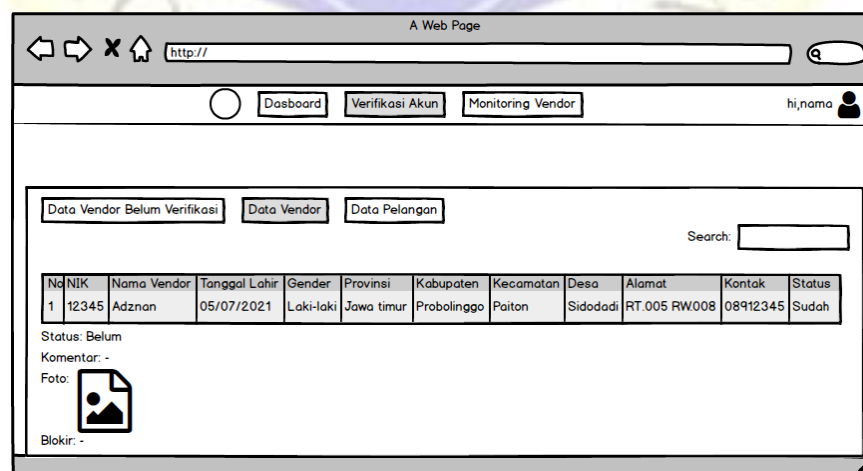 A Web Page
http://
Dasboard Verifikasi Akun Monitoring Vendor hi,nama
Data Vendor Belum Verifikasi Data Vendor Data Pelangan
Search:
No NIK Nama Vendor Tanggal Lahir Gender Provinsi Kabupaten Kecamatan Desa Alamat Kontak Status
1 12345 Adznan 05/07/2021 Laki-laki Jawa timur Probolinggo Paiton Sidodadi RT.005 RW.008 08912345 Sudah
Status: Belum
Komentar: -
Foto:
Blokir: -